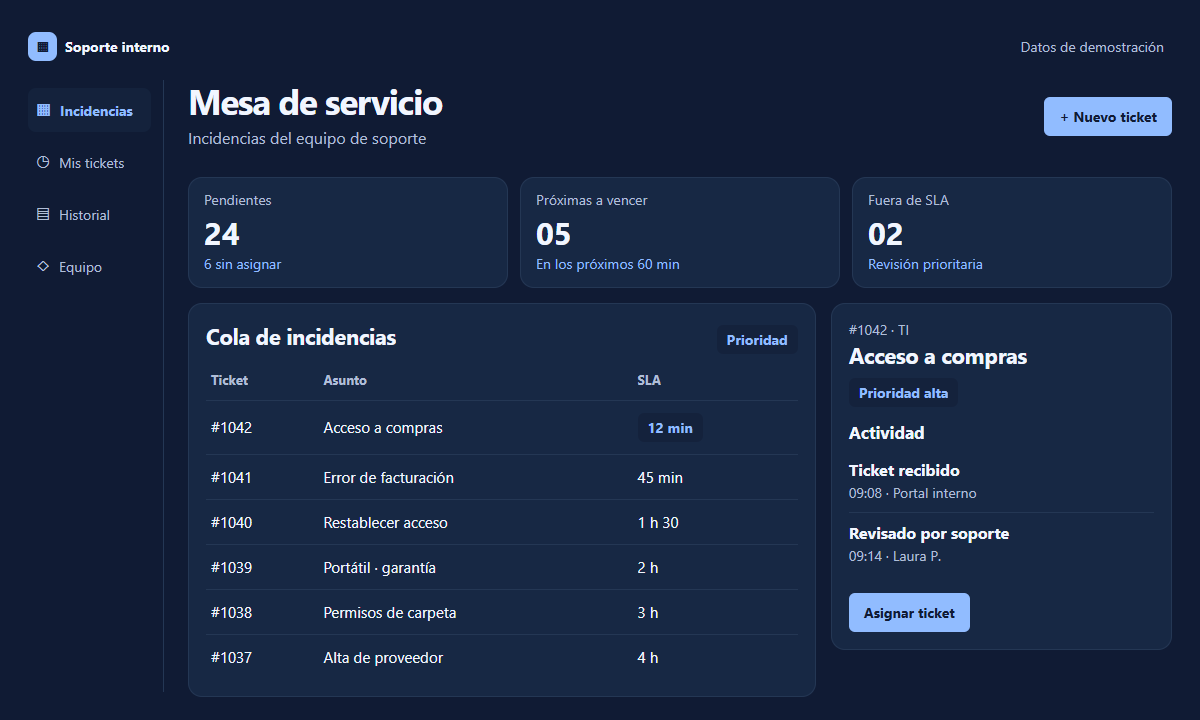 Soporte interno
Datos de demostración
Incidencias
Mis tickets
Historial
Equipo
Mesa de servicio
Incidencias del equipo de soporte
+ Nuevo ticket
Pendientes
24
6 sin asignar
Próximas a vencer
05
En los próximos 60 min
Fuera de SLA
02
Revisión prioritaria
Cola de incidencias
Prioridad
Ticket Asunto SLA
#1042 Acceso a compras 12 min
#1041 Error de facturación 45 min
#1040 Restablecer acceso 1 h 30
#1039 Portátil · garantía 2 h
#1038 Permisos de carpeta 3 h
#1037 Alta de proveedor 4 h
#1042 · TI
Acceso a compras
Prioridad alta
Actividad
Ticket recibido
09:08 · Portal interno
Revisado por soporte
09:14 · Laura P.
Asignar ticket